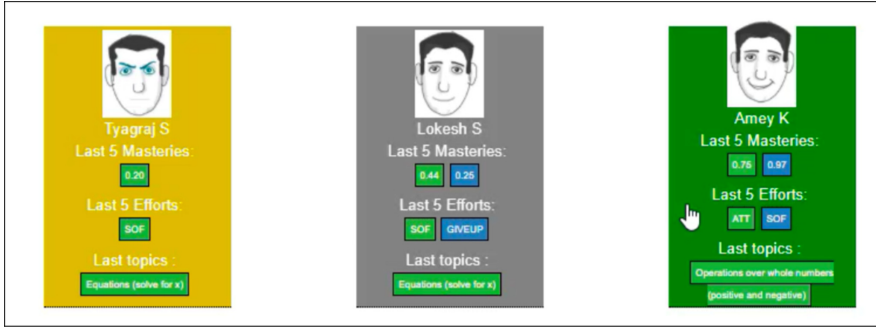 Tyagraj S
Last 5 Masteries:
0.20
Last 5 Efforts:
SOF
Last topics :
Equations (solve for x)
Lokesh S
Last 5 Masteries:
0.44 0.25
Last 5 Efforts:
SOF GIVEUP
Last topics :
Equations (solve for x)
Amey K
Last 5 Masteries:
0.75 0.97
Last 5 Efforts:
ATT SOF
Last topics :
Operations over whole numbers
(positive and negative)